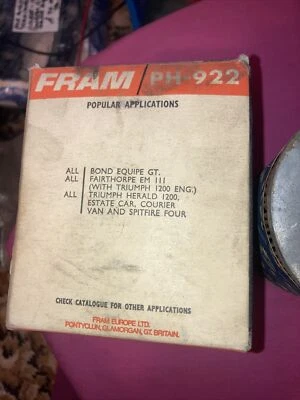 FRAM / PH-922
POPULAR APPLICATIONS
ALL BOND EQUIPE GT.
ALL FAIRTHORPE EM III
(WITH TRIUMPH 1200 ENG.)
ALL TRIUMPH HERALD 1200,
ESTATE CAR, COURIER
VAN AND SPITFIRE FOUR
CHECK CATALOGUE FOR OTHER APPLICATIONS
FRAM EUROPE LTD.
PONTYCLUN, GLAMORGAN, GT. BRITAIN.